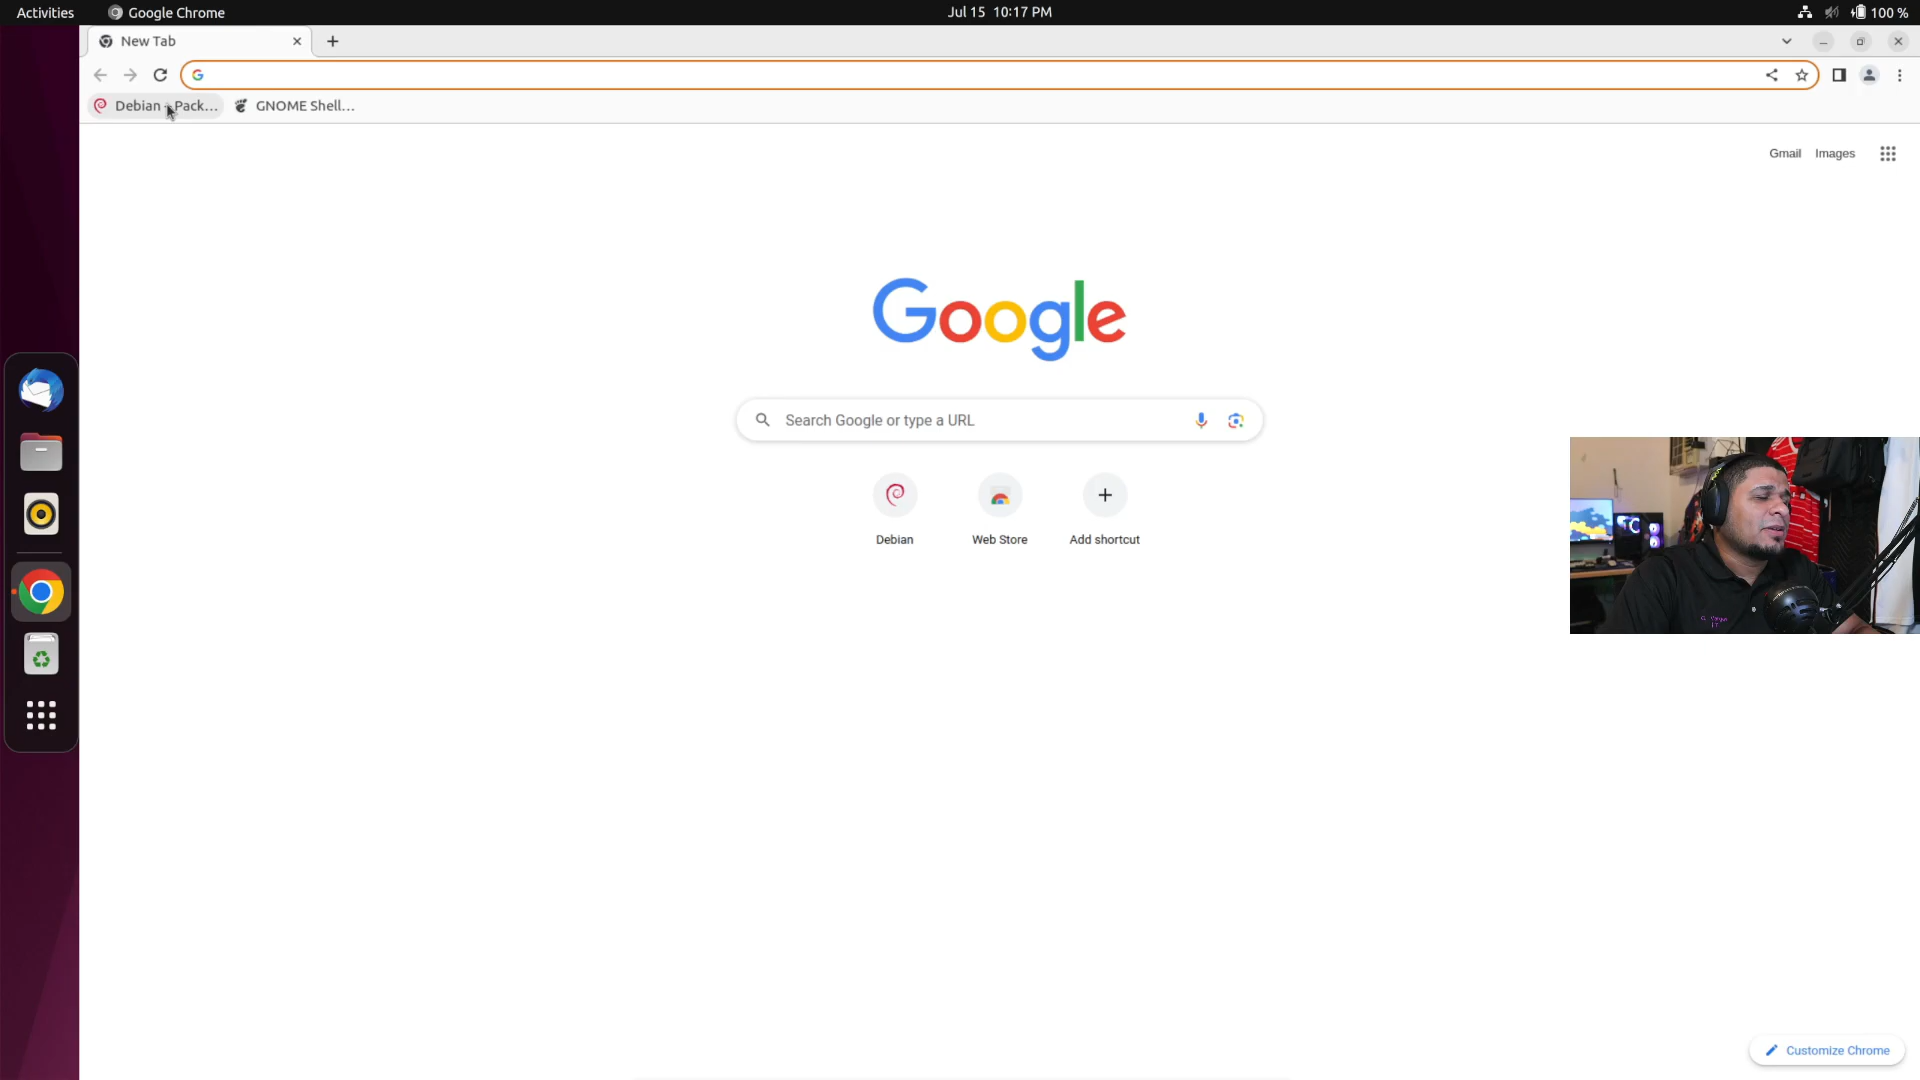 Activities
Google Chrome
Jul 15 10:17 PM
100 %
New Tab
Debian -- Pack...
GNOME Shell...
Gmail
Images
Google
Search Google or type a URL
Debian
Web Store
Add shortcut
Customize Chrome